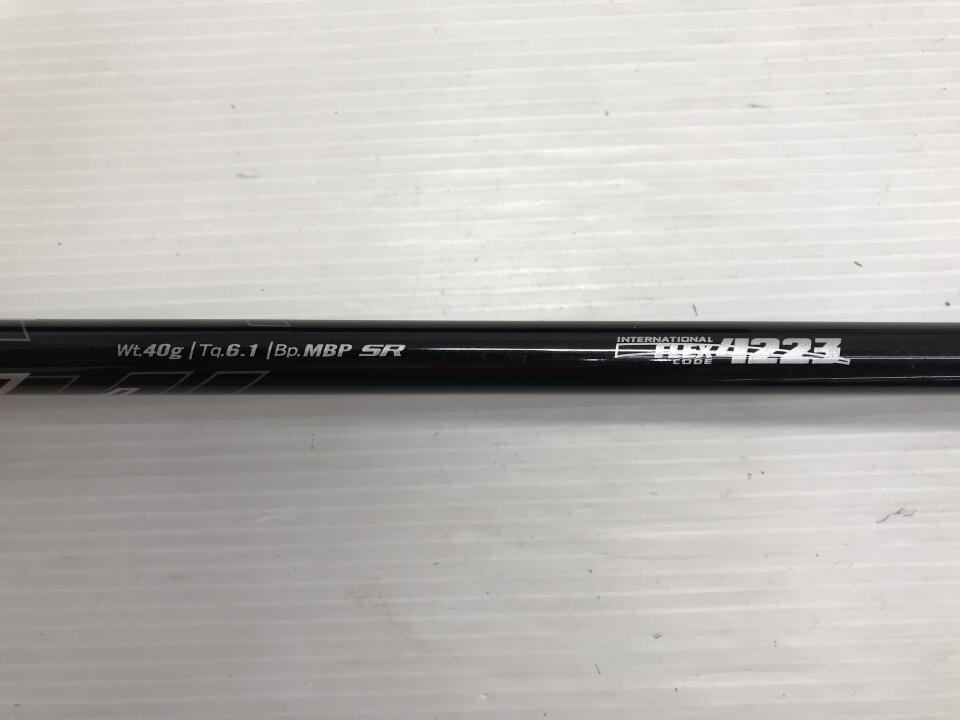 Wt.40g | Tq.6.1 | Bp.MBP SR
INTERNATIONAL
FLEX 4223
CODE